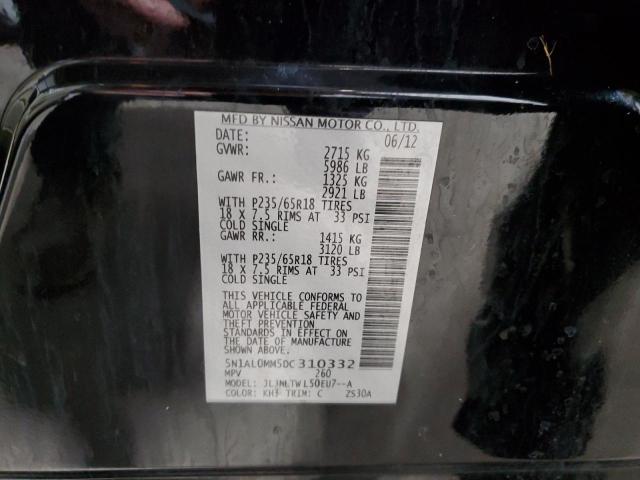 MFD BY NISSAN MOTOR CO., LTD.
DATE: 06/12
GVWR: 2715 KG
5986 LB
GAWR FR.: 1325 KG
2921 LB
WITH P235/65R18 TIRES
18 X 7.5 RIMS AT 33 PSI
COLD SINGLE
GAWR RR.: 1415 KG
3120 LB
WITH P235/65R18 TIRES
18 X 7.5 RIMS AT 33 PSI
COLD SINGLE
THIS VEHICLE CONFORMS TO
ALL APPLICABLE FEDERAL
MOTOR VEHICLE SAFETY AND
THEFT PREVENTION
STANDARDS IN EFFECT ON
THE DATE OF MANUFACTURE
SHOWN ABOVE.
5N1AL0MM5DC310332
MPV 260
MODEL: JLJNLTWL50EU7--A
COLOR: KH3 TRIM: C ZS30A